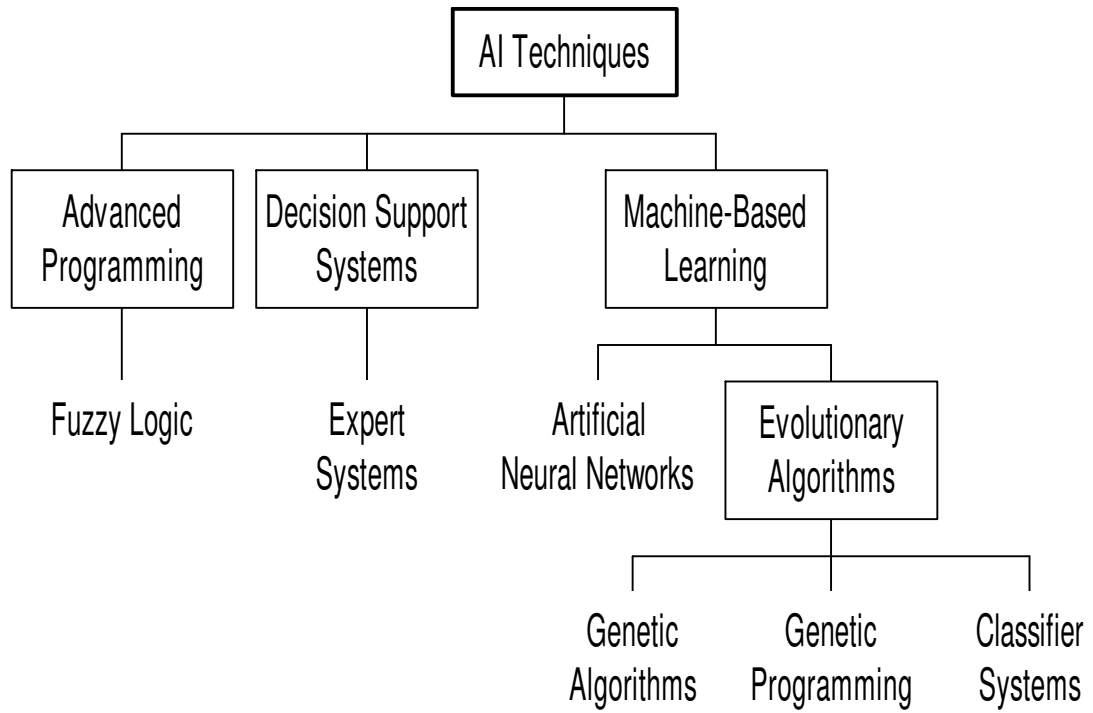 AI Techniques
Advanced
Programming
Decision Support
Systems
Machine-Based
Learning
Fuzzy Logic
Expert
Systems
Artificial
Neural Networks
Evolutionary
Algorithms
Genetic
Algorithms
Genetic
Programming
Classifier
Systems